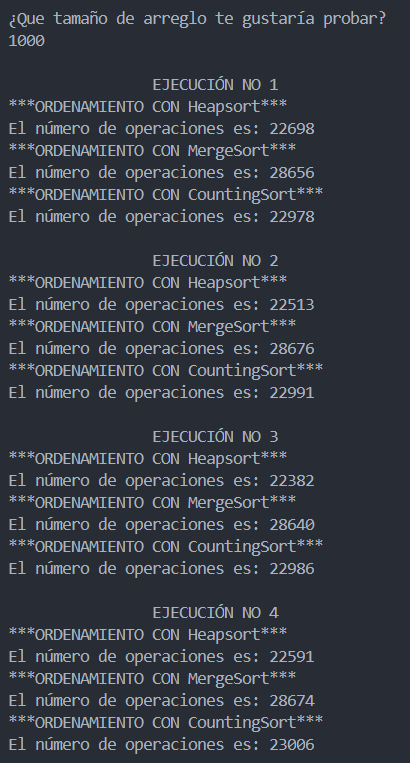 ¿Que tamaño de arreglo te gustaría probar?
1000
EJECUCIÓN NO 1
***ORDENAMIENTO CON Heapsort***
El número de operaciones es: 22698
***ORDENAMIENTO CON MergeSort***
El número de operaciones es: 28656
***ORDENAMIENTO CON CountingSort***
El número de operaciones es: 22978
EJECUCIÓN NO 2
***ORDENAMIENTO CON Heapsort***
El número de operaciones es: 22513
***ORDENAMIENTO CON MergeSort***
El número de operaciones es: 28676
***ORDENAMIENTO CON CountingSort***
El número de operaciones es: 22991
EJECUCIÓN NO 3
***ORDENAMIENTO CON Heapsort***
El número de operaciones es: 22382
***ORDENAMIENTO CON MergeSort***
El número de operaciones es: 28640
***ORDENAMIENTO CON CountingSort***
El número de operaciones es: 22986
EJECUCIÓN NO 4
***ORDENAMIENTO CON Heapsort***
El número de operaciones es: 22591
***ORDENAMIENTO CON MergeSort***
El número de operaciones es: 28674
***ORDENAMIENTO CON CountingSort***
El número de operaciones es: 23006